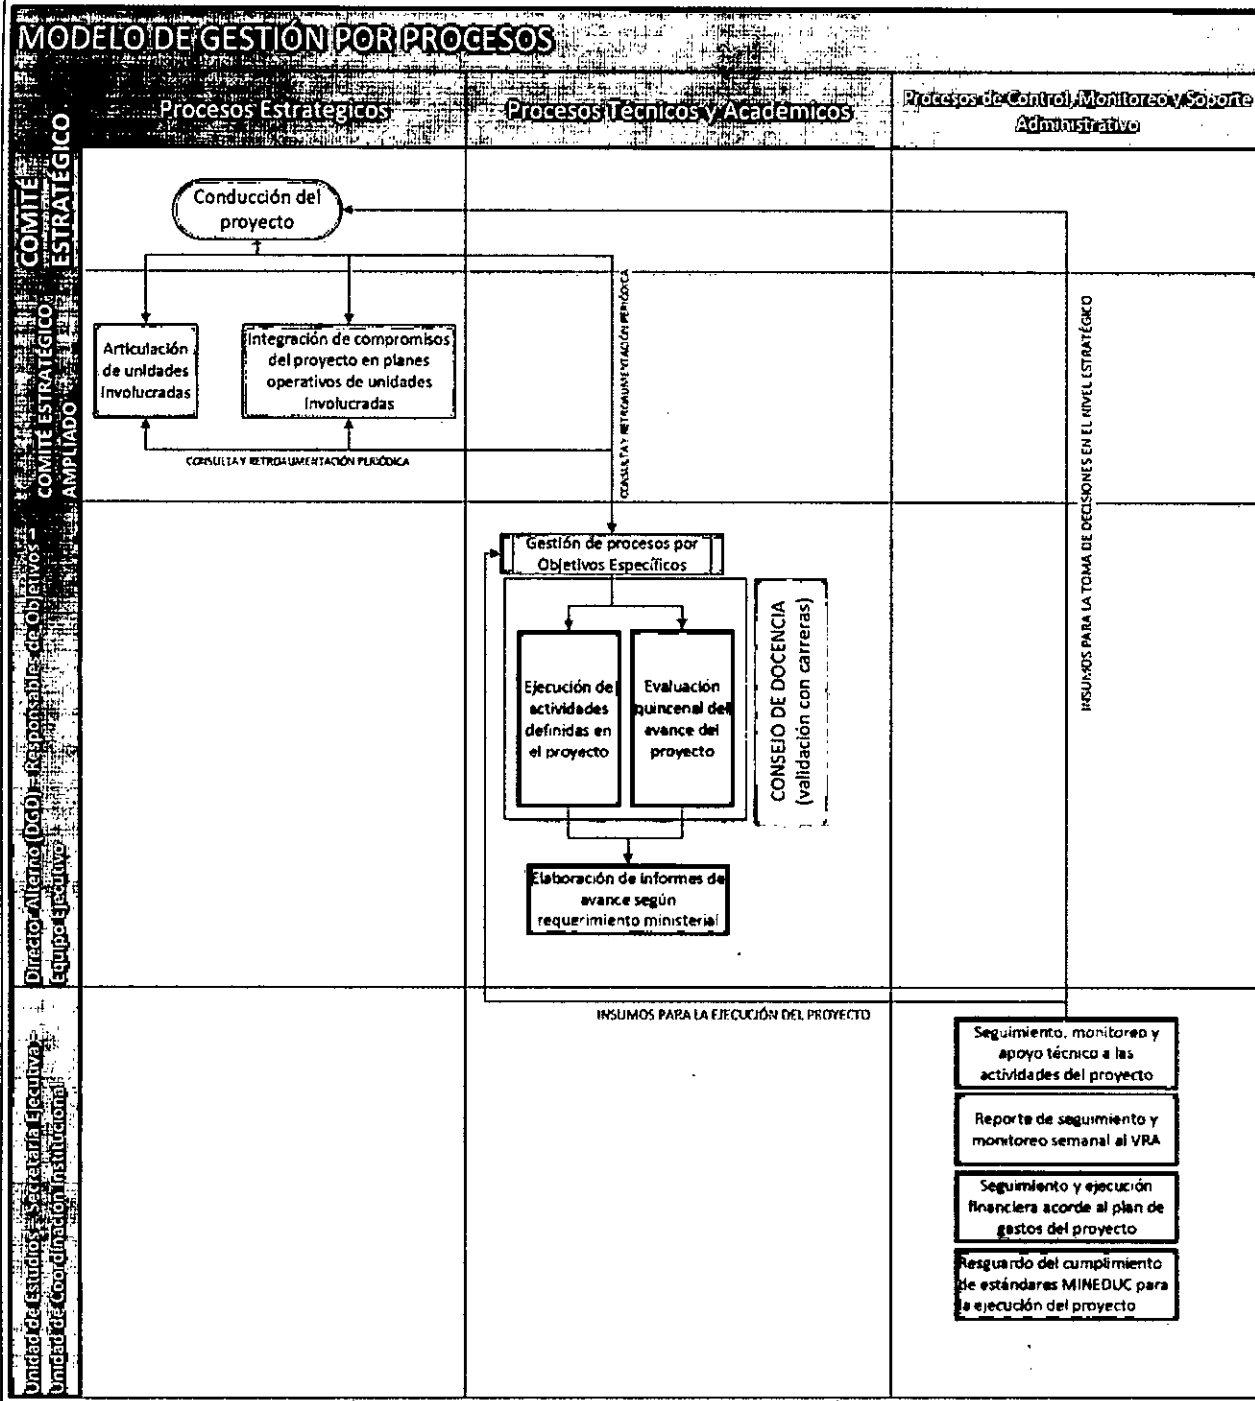 MODELO DE GESTIÓN POR PROCESOS
Procesos Estratégicos
Procesos Técnicos y Académicos
Procesos de Control, Monitoreo y Soporte
Administrativo
COMITÉ
ESTRATÉGICO
Conducción del
proyecto
COMITÉ ESTRATÉGICO
AMPLIADO
Articulación
de unidades
Involucradas
Integración de compromisos
del proyecto en planes
operativos de unidades
Involucradas
CONSULTA Y RETROALIMENTACIÓN PERIÓDICA
CONSULTA Y RETROALIMENTACIÓN PERIÓDICA
INSUMOS PARA LA TOMA DE DECISIONES EN EL NIVEL ESTRATÉGICO
Director Alterno (DGD) – Responsables de Objetivos –
Equipo Ejecutivo
Gestión de procesos por
Objetivos Específicos
Ejecución de
actividades
definidas en
el proyecto
Evaluación
quincenal del
avance del
proyecto
CONSEJO DE DOCENCIA
(validación con carreras)
Elaboración de informes de
avance según
requerimiento ministerial
INSUMOS PARA LA EJECUCIÓN DEL PROYECTO
Unidad de Estudios – Secretaria Ejecutiva –
Unidad de Coordinación Institucional
Seguimiento, monitoreo y
apoyo técnico a las
actividades del proyecto
Reporte de seguimiento y
monitoreo semanal al VRA
Seguimiento y ejecución
financiera acorde al plan de
gastos del proyecto
Resguardo del cumplimiento
de estándares MINEDUC para
la ejecución del proyecto